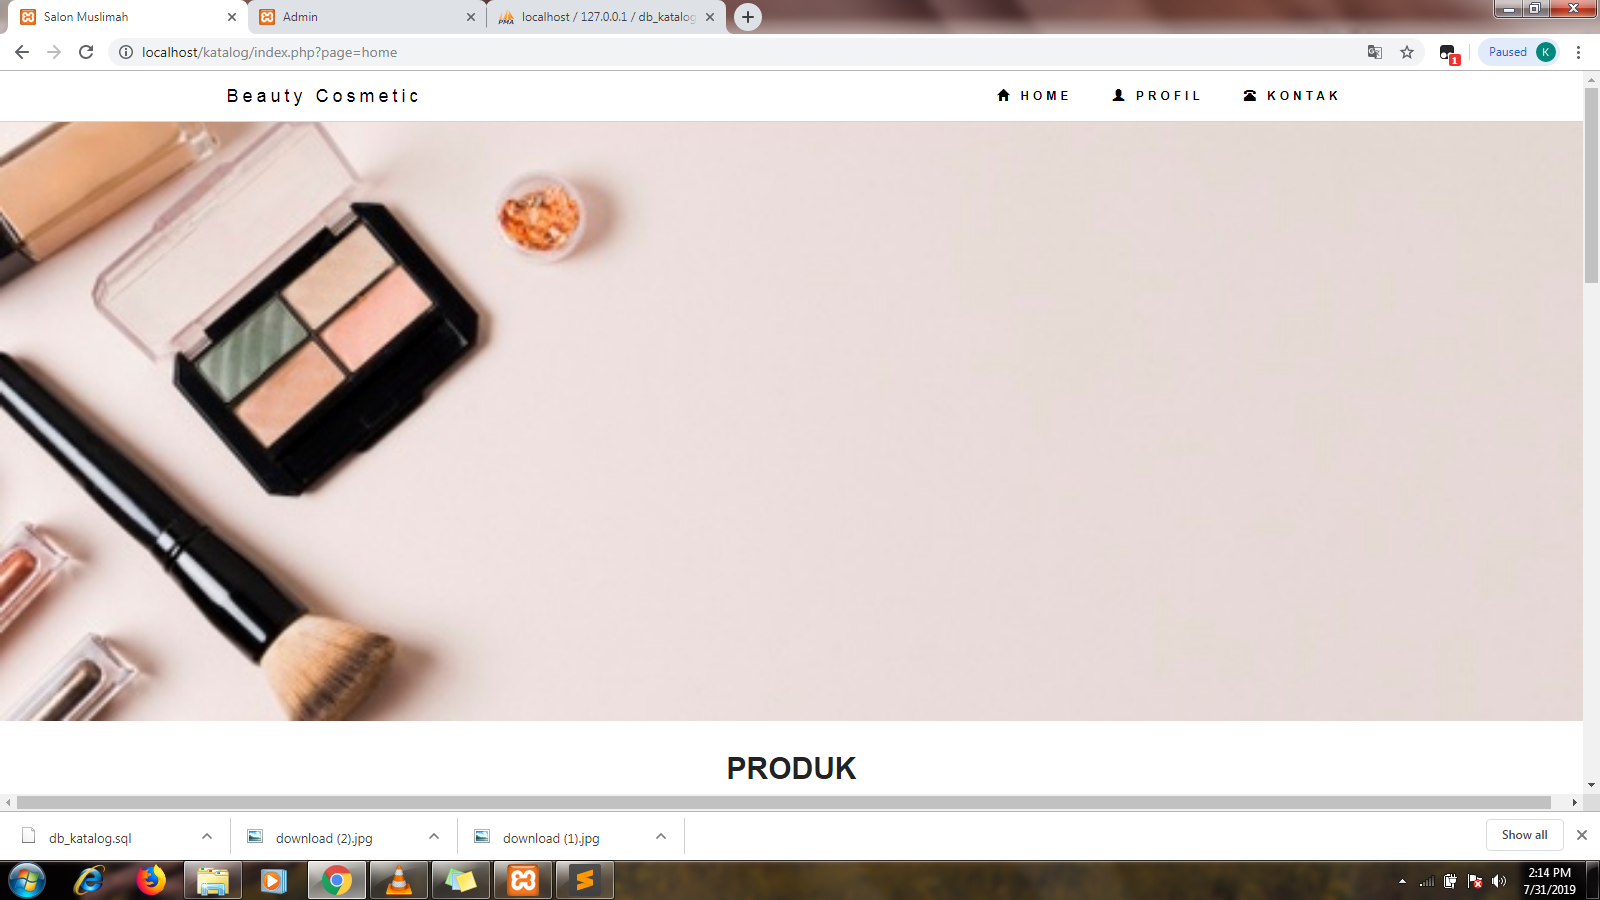 Salon Muslimah
Admin
localhost / 127.0.0.1 / db_katalog
localhost/katalog/index.php?page=home
Paused K
1
Beauty Cosmetic
HOME
PROFIL
KONTAK
PRODUK
db_katalog.sql
download (2).jpg
download (1).jpg
Show all
2:14 PM
7/31/2019